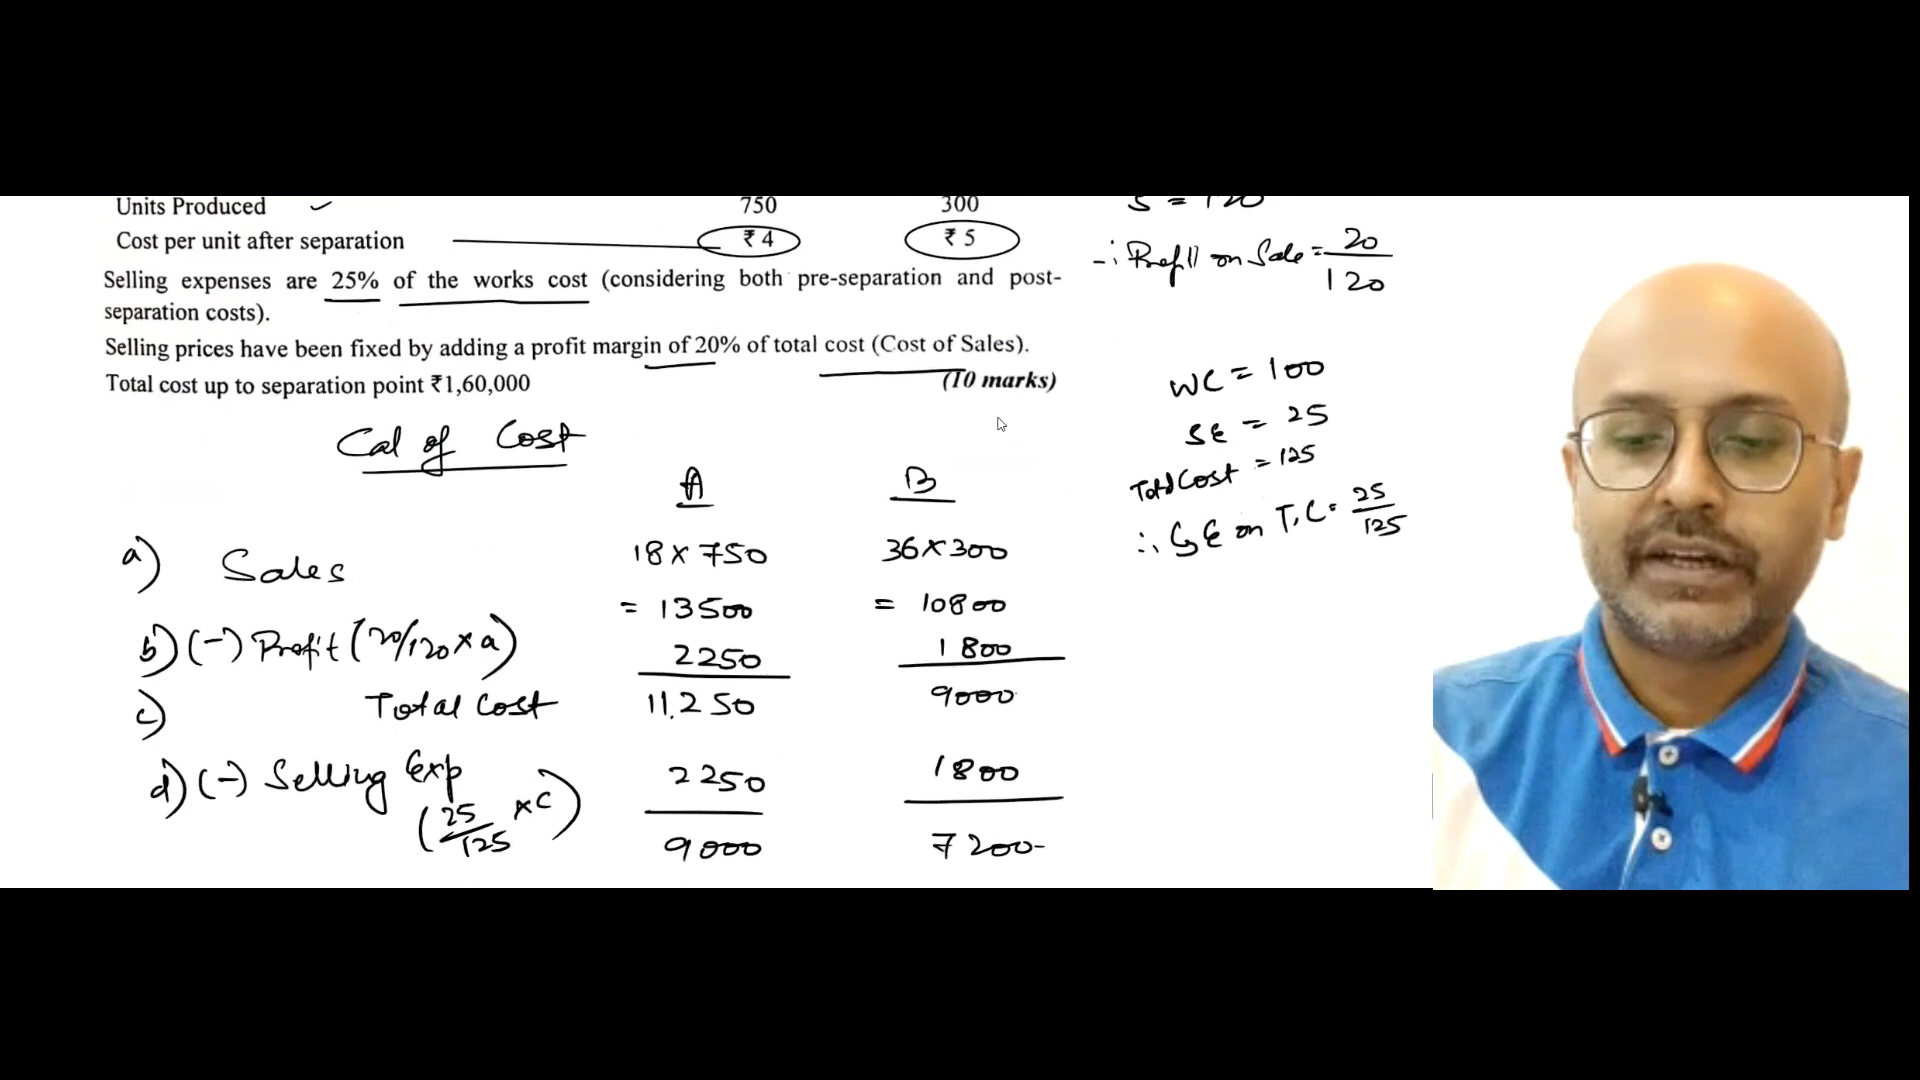 Units Produced 750 300
Cost per unit after separation ₹ 4 ₹ 5
Selling expenses are 25% of the works cost (considering both pre-separation and post-
separation costs).
Selling prices have been fixed by adding a profit margin of 20% of total cost (Cost of Sales).
Total cost up to separation point ₹1,60,000 (10 marks)
Cal of Cost
A B
a) Sales 18 x 750 36 x 300
= 13500 = 10800
b) (-) Profit (20/120 x a) 2250 1800
c) Total Cost 11,250 9000
d) (-) Selling Exp 2250 1800
(25/125 x c)
9000 7200-
S = 120
∴ Profit on Sale = 20/120
WC = 100
SE = 25
Total Cost = 125
∴ SE on T.C = 25/125